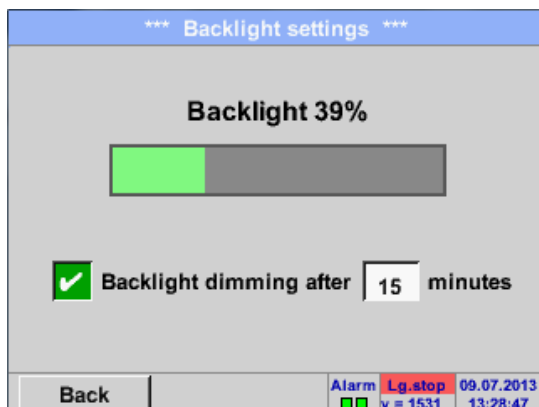 *** Backlight settings ***
Backlight 39%
Backlight dimming after 15 minutes
Back
Alarm Lg.stop 09.07.2013
v = 1531 13:28:47